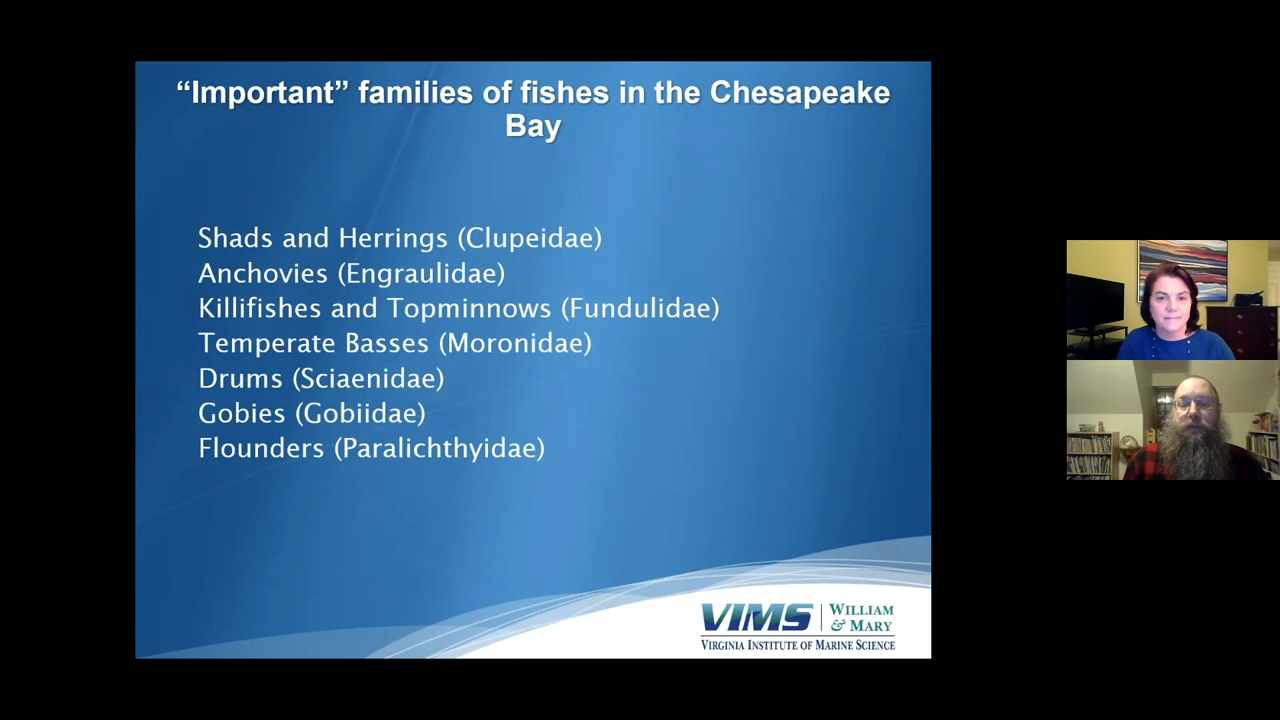 “Important” families of fishes in the Chesapeake
Bay
Shads and Herrings (Clupeidae)
Anchovies (Engraulidae)
Killifishes and Topminnows (Fundulidae)
Temperate Basses (Moronidae)
Drums (Sciaenidae)
Gobies (Gobiidae)
Flounders (Paralichthyidae)
VIMS
WILLIAM
& MARY
VIRGINIA INSTITUTE OF MARINE SCIENCE